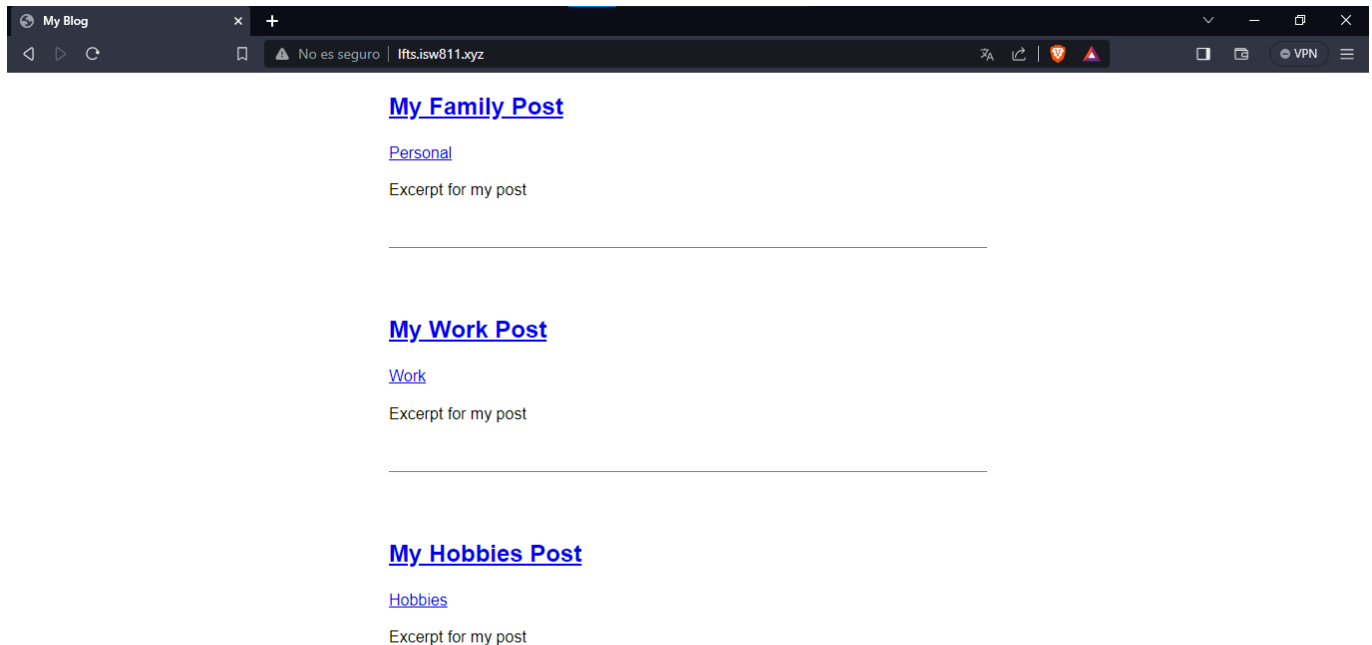 My Blog
No es seguro lfts.isw811.xyz
VPN
My Family Post
Personal
Excerpt for my post
My Work Post
Work
Excerpt for my post
My Hobbies Post
Hobbies
Excerpt for my post